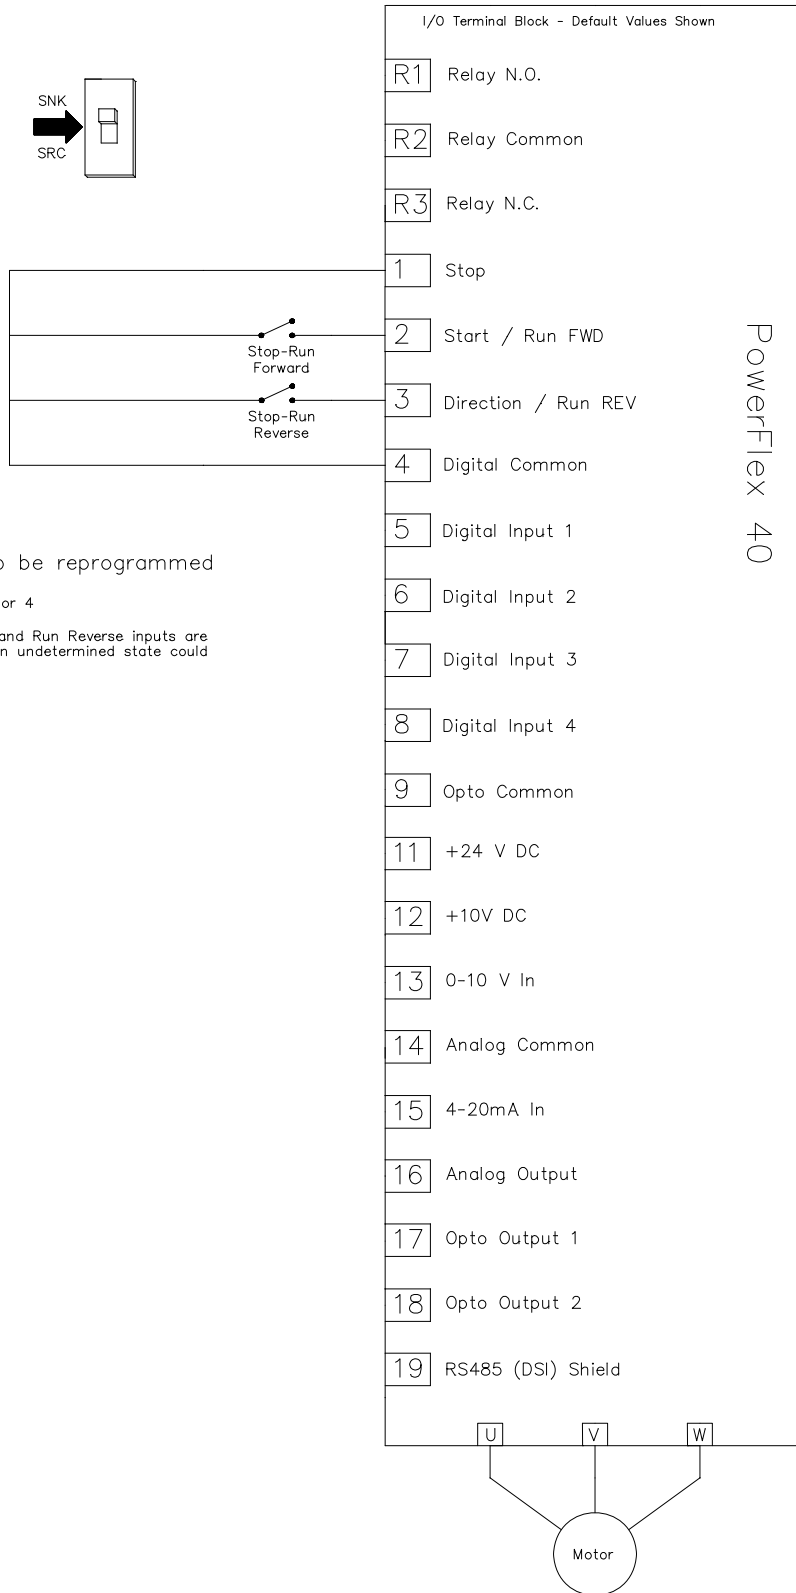 I/O Terminal Block - Default Values Shown
SNK
SRC
R1 Relay N.O.
R2 Relay Common
R3 Relay N.C.
1 Stop
2 Start / Run FWD
Stop-Run
Forward
3 Direction / Run REV
Stop-Run
Reverse
4 Digital Common
5 Digital Input 1
6 Digital Input 2
7 Digital Input 3
8 Digital Input 4
9 Opto Common
11 +24 V DC
12 +10V DC
13 0-10 V In
14 Analog Common
15 4-20mA In
16 Analog Output
17 Opto Output 1
18 Opto Output 2
19 RS485 (DSI) Shield
PowerFlex 40
be reprogrammed
or 4
and Run Reverse inputs are
undetermined state could
U V W
Motor